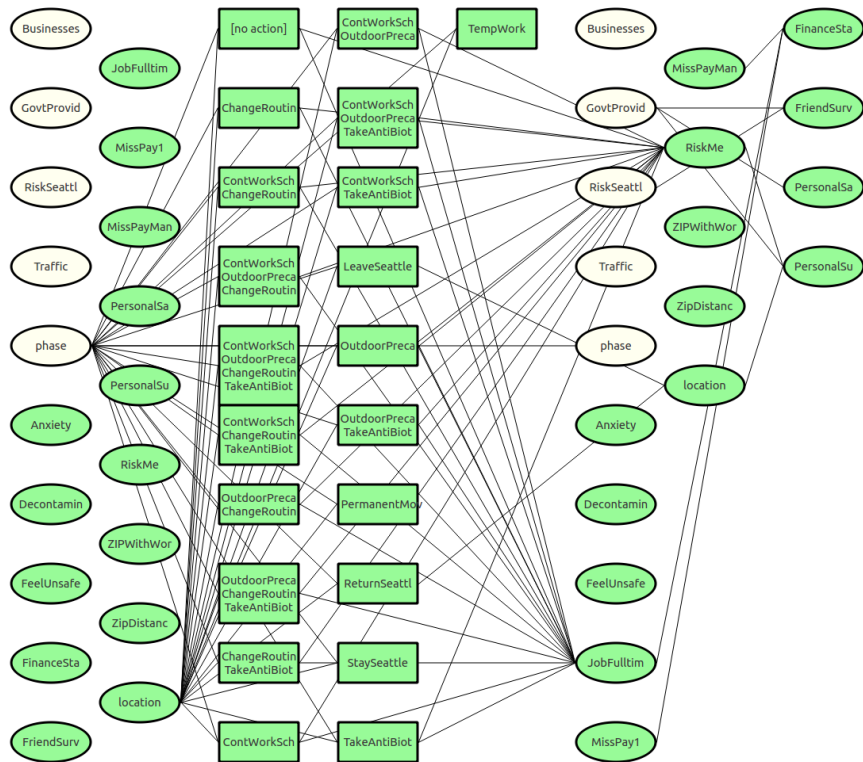 Businesses
GovtProvid
RiskSeattl
Traffic
phase
Anxiety
Decontamin
FeelUnsafe
FinanceSta
FriendSurv
JobFulltim
MissPay1
MissPayMan
PersonalSa
PersonalSu
RiskMe
ZIPWithWor
ZipDistanc
location
[no action]
ChangeRoutin
ContWorkSch
ChangeRoutin
ContWorkSch
OutdoorPreca
ChangeRoutin
ContWorkSch
OutdoorPreca
ChangeRoutin
TakeAntiBiot
ContWorkSch
ChangeRoutin
TakeAntiBiot
OutdoorPreca
ChangeRoutin
OutdoorPreca
ChangeRoutin
TakeAntiBiot
ChangeRoutin
TakeAntiBiot
ContWorkSch
ContWorkSch
OutdoorPreca
ContWorkSch
OutdoorPreca
TakeAntiBiot
ContWorkSch
TakeAntiBiot
LeaveSeattle
OutdoorPreca
OutdoorPreca
TakeAntiBiot
PermanentMov
ReturnSeattl
StaySeattle
TakeAntiBiot
TempWork
Businesses
GovtProvid
RiskSeattl
Traffic
phase
Anxiety
Decontamin
FeelUnsafe
JobFulltim
MissPay1
MissPayMan
RiskMe
ZIPWithWor
ZipDistanc
location
FinanceSta
FriendSurv
PersonalSa
PersonalSu